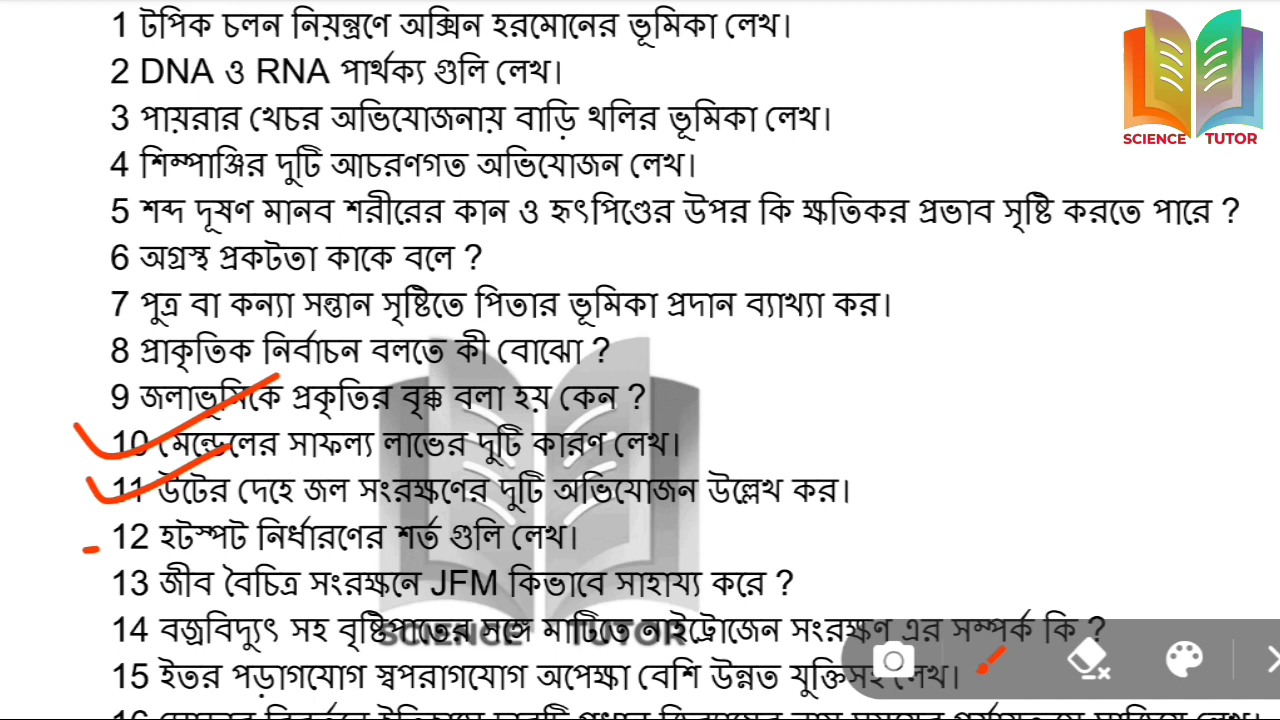 1 টপিক চলন নিয়ন্ত্রণে অক্সিন হরমোনের ভূমিকা লেখ।
2 DNA ও RNA পার্থক্য গুলি লেখ।
3 পায়রার খেচর অভিযোজনায় বাড়ি থলির ভূমিকা লেখ।
4 শিম্পাঞ্জির দুটি আচরণগত অভিযোজন লেখ।
5 শব্দ দূষণ মানব শরীরের কান ও হৃৎপিণ্ডের উপর কি ক্ষতিকর প্রভাব সৃষ্টি করতে পারে ?
6 অগ্রস্থ প্রকটতা কাকে বলে ?
7 পুত্র বা কন্যা সন্তান সৃষ্টিতে পিতার ভূমিকা প্রদান ব্যাখ্যা কর।
8 প্রাকৃতিক নির্বাচন বলতে কী বোঝো ?
9 জলাভূমিকে প্রকৃতির বৃক্ক বলা হয় কেন ?
10 মেন্ডেলের সাফল্য লাভের দুটি কারণ লেখ।
11 উটের দেহে জল সংরক্ষণের দুটি অভিযোজন উল্লেখ কর।
12 হটস্পট নির্ধারণের শর্ত গুলি লেখ।
13 জীব বৈচিত্র সংরক্ষনে JFM কিভাবে সাহায্য করে ?
14 বজ্রবিদ্যুৎ সহ বৃষ্টিপাতের সঙ্গে মাটিতে নাইট্রোজেন সংরক্ষণ এর সম্পর্ক কি ?
15 ইতর পড়াগযোগ স্বপরাগযোগ অপেক্ষা বেশি উন্নত যুক্তিসহ লেখ।
SCIENCE TUTOR
SCIENCE TUTOR